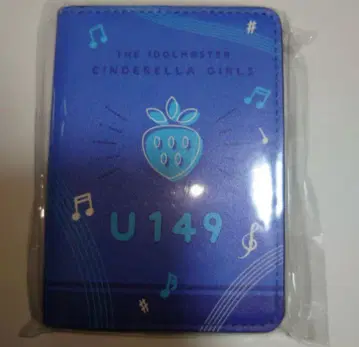 THE IDOLM@STER
CINDERELLA GIRLS
U149